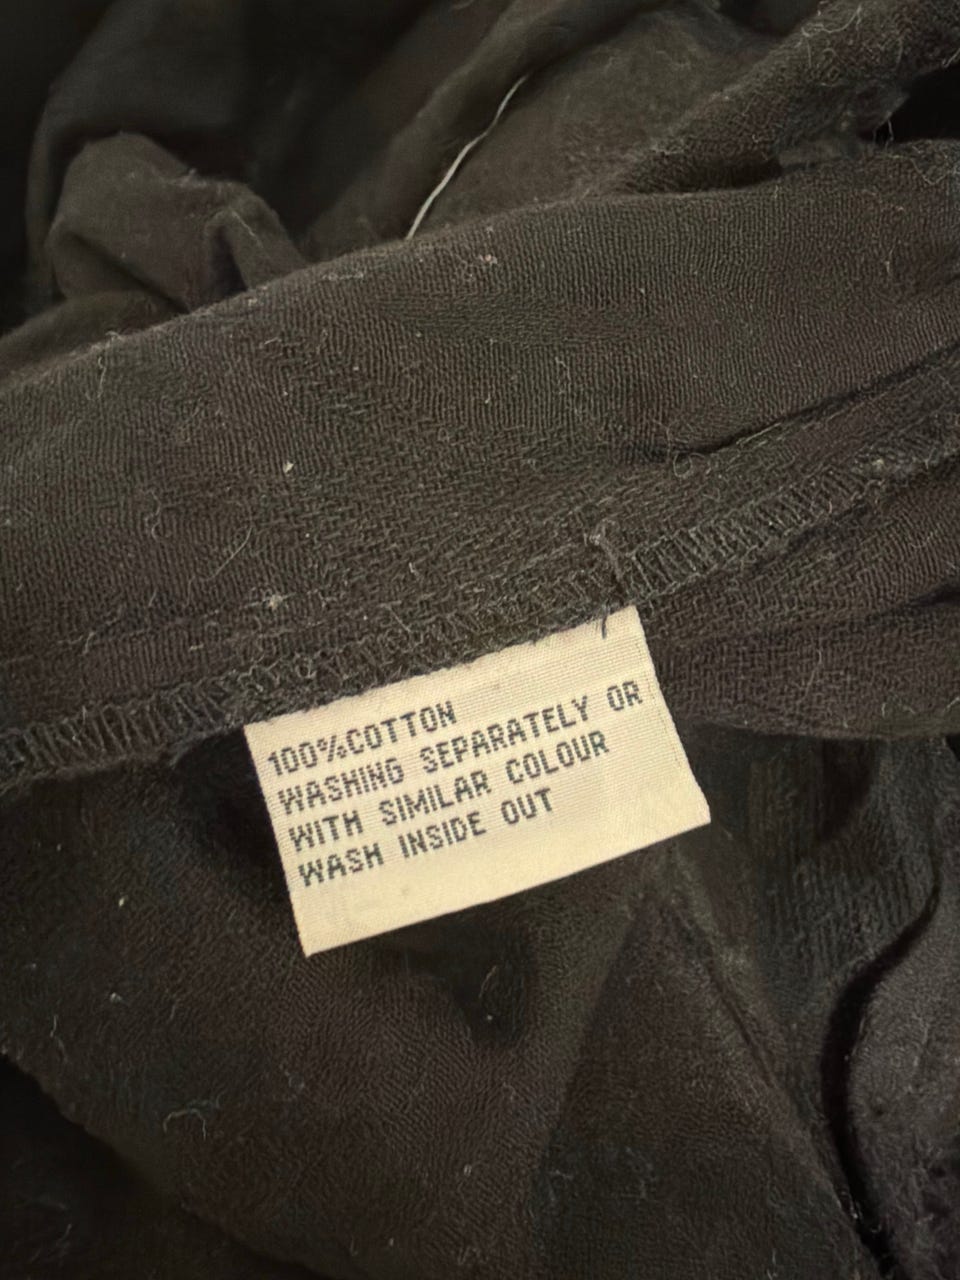 100%COTTON
WASHING SEPARATELY OR
WITH SIMILAR COLOUR
WASH INSIDE OUT